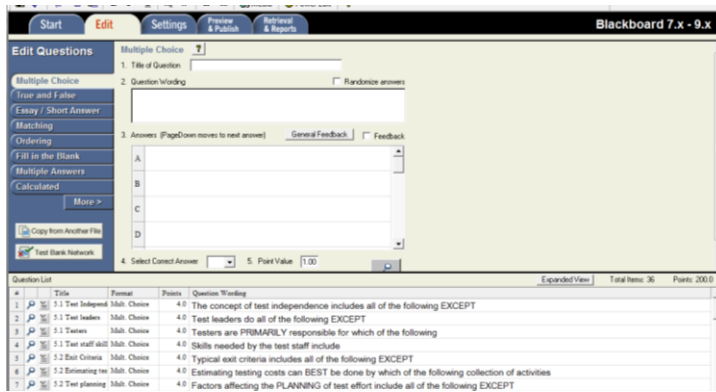 Start Edit Settings Preview & Publish Retrieval & Reports Blackboard 7.x - 9.x
Edit Questions
Multiple Choice
True and False
Essay / Short Answer
Matching
Ordering
Fill in the Blank
Multiple Answers
Calculated
More >
Copy from Another File
Test Bank Network
Multiple Choice ?
1. Title of Question
2. Question Wording Randomize answers
3. Answers (PageDown moves to next answer) General Feedback Feedback
A
B
C
D
4. Select Correct Answer 5. Point Value 1.00
Question List Expanded View Total Items: 36 Points: 200.0
# Title Format Points Question Wording
1 5.1 Test Independ Mult. Choice 4.0 The concept of test independence includes all of the following EXCEPT
2 5.1 Test leaders Mult. Choice 4.0 Test leaders do all of the following EXCEPT
3 5.1 Testers Mult. Choice 4.0 Testers are PRIMARILY responsible for which of the following
4 5.1 Test staff skill Mult. Choice 4.0 Skills needed by the test staff include
5 5.2 Exit Criteria Mult. Choice 4.0 Typical exit criteria includes all of the following EXCEPT
6 5.2 Estimating tes Mult. Choice 4.0 Estimating testing costs can BEST be done by which of the following collection of activities
7 5.2 Test planning Mult. Choice 4.0 Factors affecting the PLANNING of test effort include all of the following EXCEPT